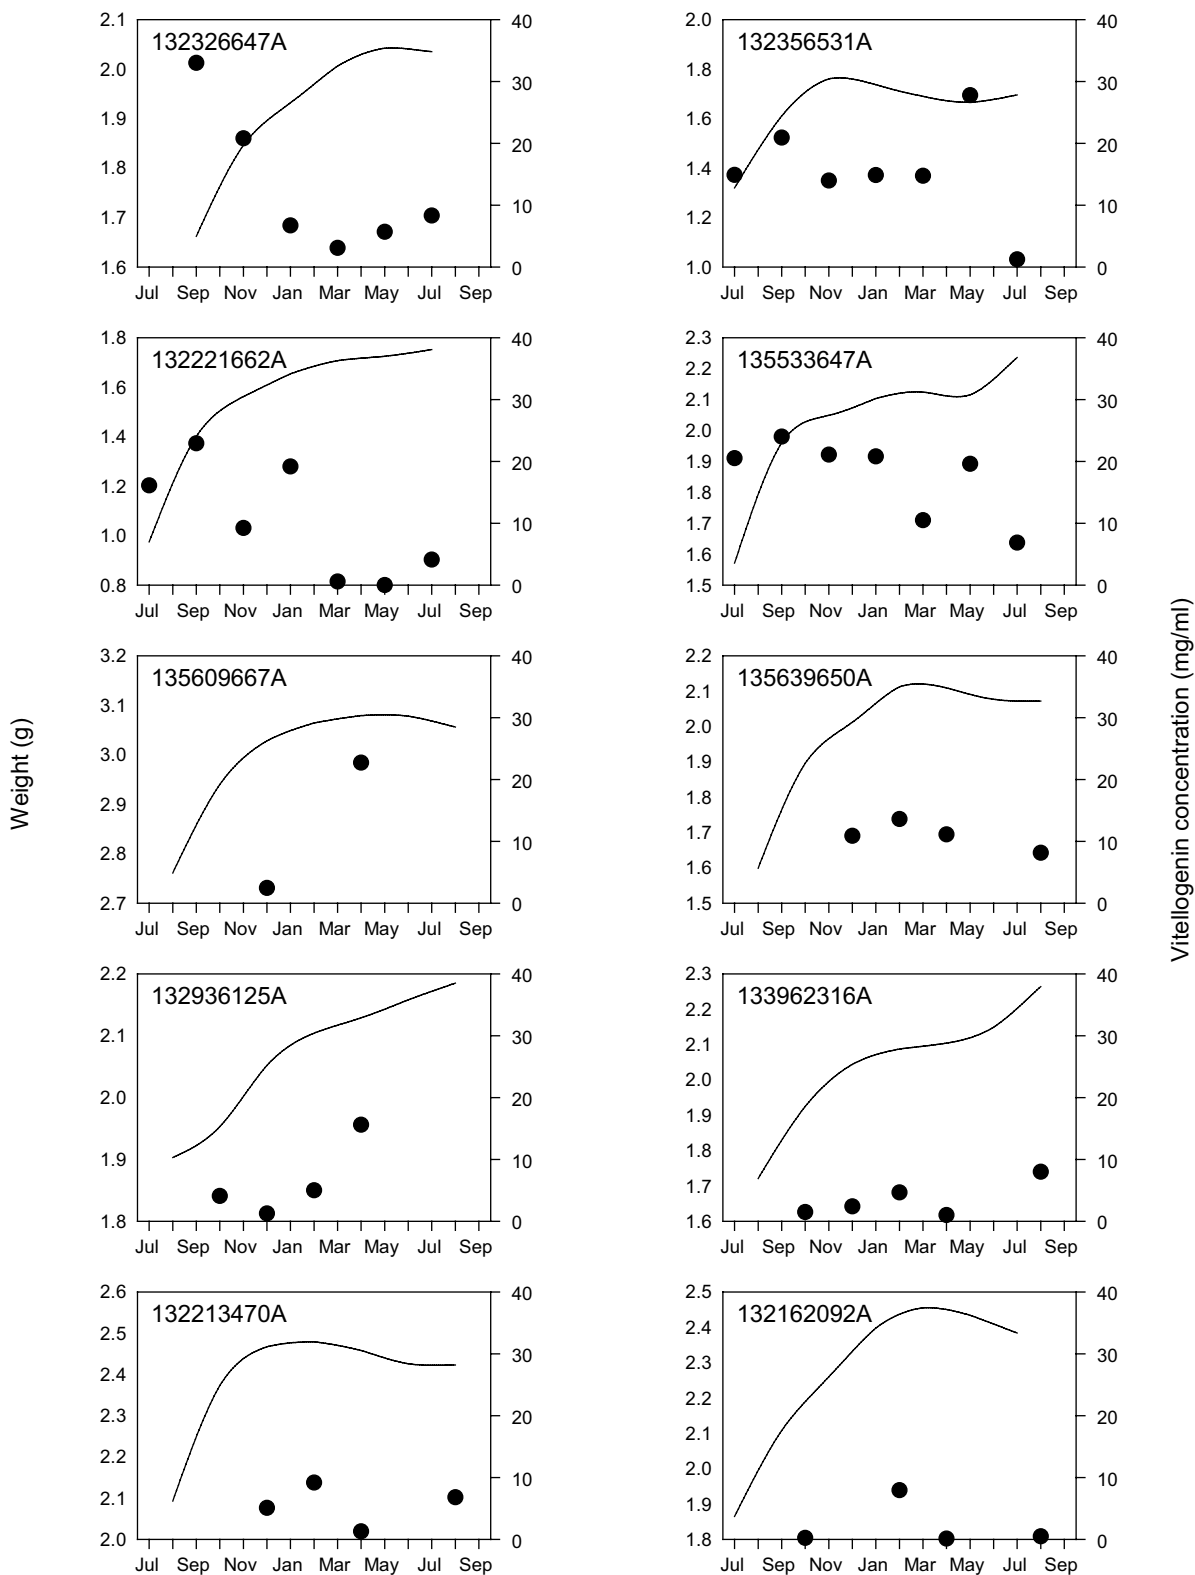 2.1 40 2.0 40
132326647A 132356531A
2.0 1.8
30 30
1.9 1.6
20 20
1.8 1.4
10 10
1.7 1.2
1.6 0 1.0 0
Jul Sep Nov Jan Mar May Jul Sep Jul Sep Nov Jan Mar May Jul Sep
1.8 40 2.3 40
132221662A 2.2 135533647A
1.6 30 2.1 30
1.4 2.0
20 1.9 20
1.2 1.8
1.0 10 1.7 10
1.6
0.8 0 1.5 0
Jul Sep Nov Jan Mar May Jul Sep Jul Sep Nov Jan Mar May Jul Sep
3.2 40 2.2 40
135609667A 135639650A
3.1 2.1
30 2.0 30
3.0 1.9
20 20
2.9 1.8
10 1.7 10
2.8 1.6
2.7 0 1.5 0
Jul Sep Nov Jan Mar May Jul Sep Jul Sep Nov Jan Mar May Jul Sep
Weight (g)
Vitellogenin concentration (mg/ml)
2.2 40 2.3 40
132936125A 133962316A
2.2
2.1 30 2.1 30
2.0
2.0 20 1.9 20
1.8
1.9 10 1.7 10
1.8 0 1.6 0
Jul Sep Nov Jan Mar May Jul Sep Jul Sep Nov Jan Mar May Jul Sep
2.6 40 2.5 40
132213470A 132162092A
2.5 2.4
30 2.3 30
2.4
2.3 20 2.2 20
2.1
2.2 2.0
2.1 10 1.9 10
2.0 0 1.8 0
Jul Sep Nov Jan Mar May Jul Sep Jul Sep Nov Jan Mar May Jul Sep